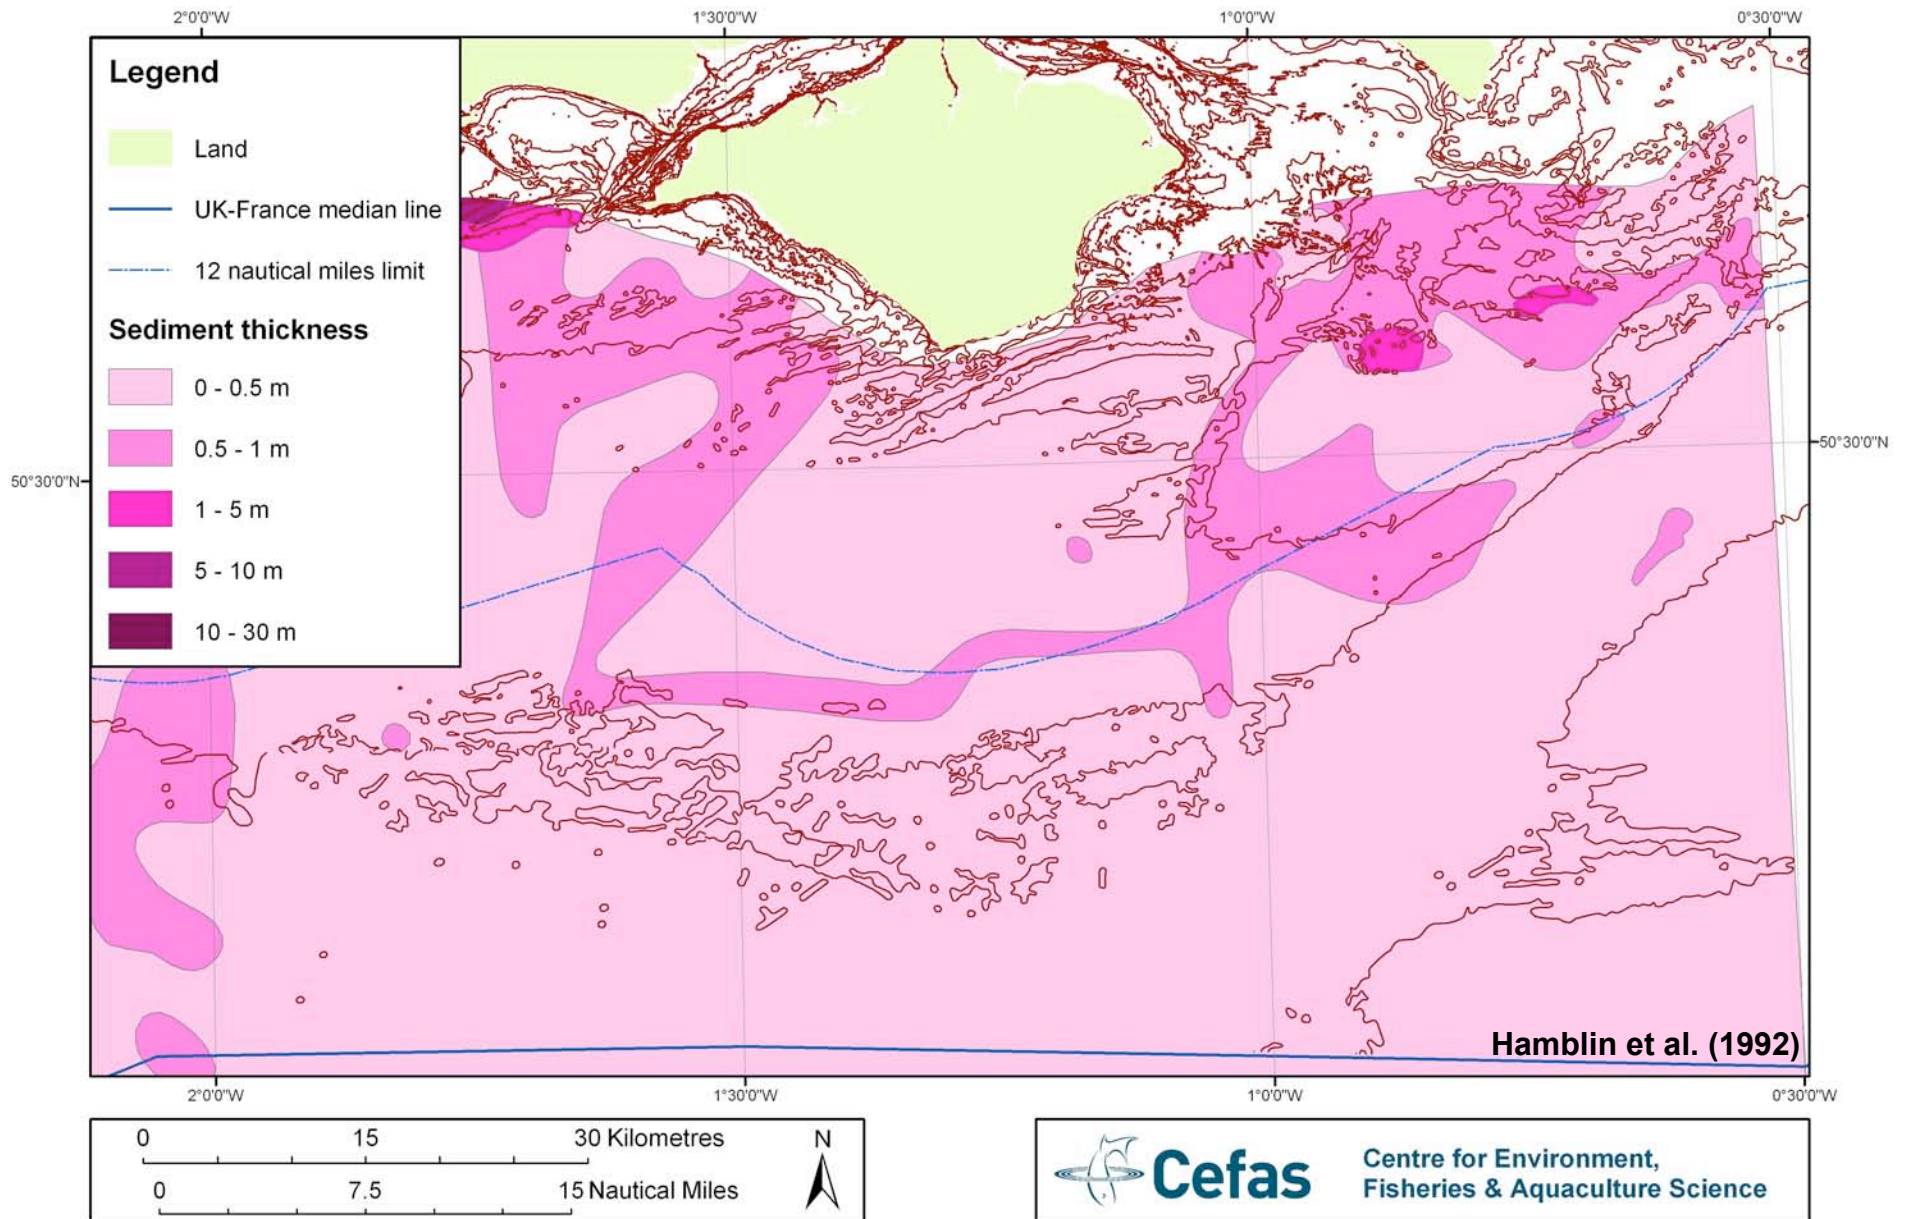 2°0'0"W 1°30'0"W 1°0'0"W 0°30'0"W
Legend
Land
UK-France median line
12 nautical miles limit
Sediment thickness
0 - 0.5 m
0.5 - 1 m
1 - 5 m
5 - 10 m
10 - 30 m
50°30'0"N
50°30'0"N
Hamblin et al. (1992)
2°0'0"W 1°30'0"W 1°0'0"W 0°30'0"W
0 15 30 Kilometres
0 7.5 15 Nautical Miles
N
Cefas
Centre for Environment,
Fisheries & Aquaculture Science